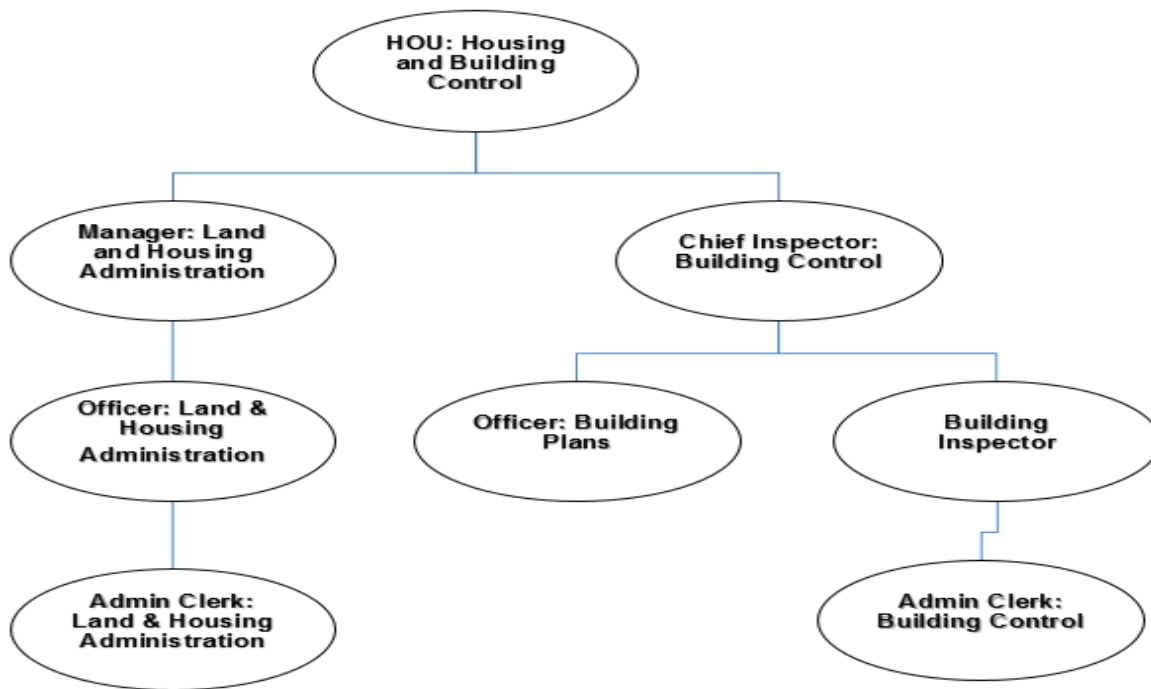 HOU: Housing
and Building
Control
Manager: Land
and Housing
Administration
Chief Inspector:
Building Control
Officer: Land &
Housing
Administration
Officer: Building
Plans
Building
Inspector
Admin Clerk:
Land & Housing
Administration
Admin Clerk:
Building Control